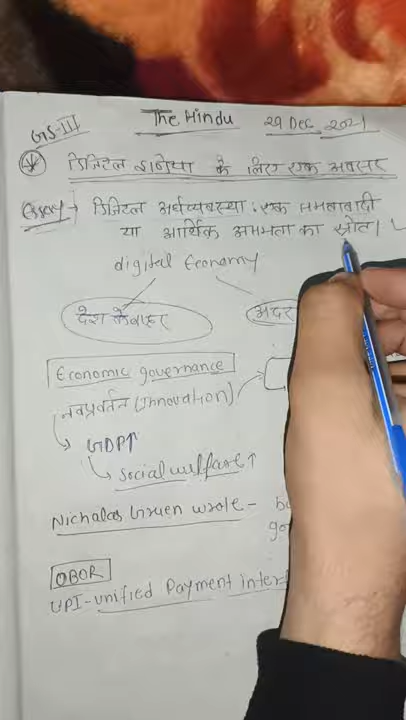 GS-III
The Hindu
29 Dec, 2021
डिजिटल दुनिया के लिए एक अवसर
Essay → डिजिटल अर्थव्यवस्था : एक समतावादी
या आर्थिक असमता का स्रोत।
digital Economy
देश के बाहर
अंदर
Economic governance
नवप्रवर्तन (Innovation)
GDP↑
Social welfare ↑
Nicholas Gruen wrote -
OBOR
UPI - unified Payment interf